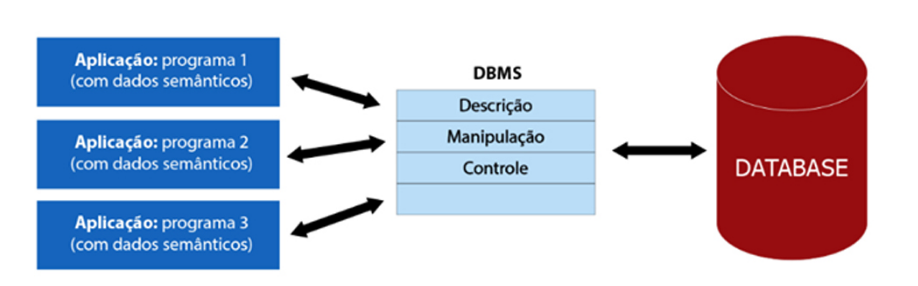 Aplicação: programa 1
(com dados semânticos)
Aplicação: programa 2
(com dados semânticos)
Aplicação: programa 3
(com dados semânticos)
DBMS
Descrição
Manipulação
Controle
DATABASE